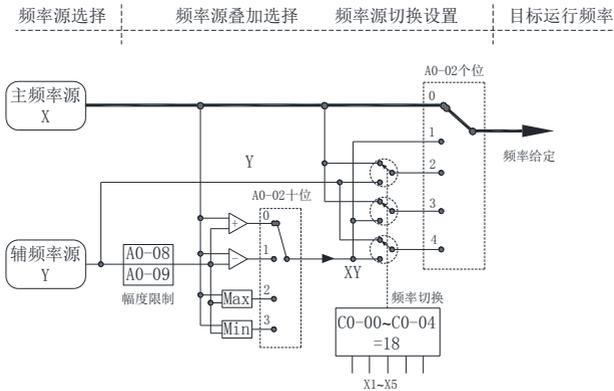 频率源选择
频率源叠加选择
频率源切换设置
目标运行频率
A0-02个位
主频率源
X
0
1
2
3
4
频率给定
Y
A0-02十位
辅频率源
Y
A0-08
A0-09
幅度限制
+
−
Max
Min
0
1
2
3
XY
频率切换
C0-00~C0-04
=18
X1~X5